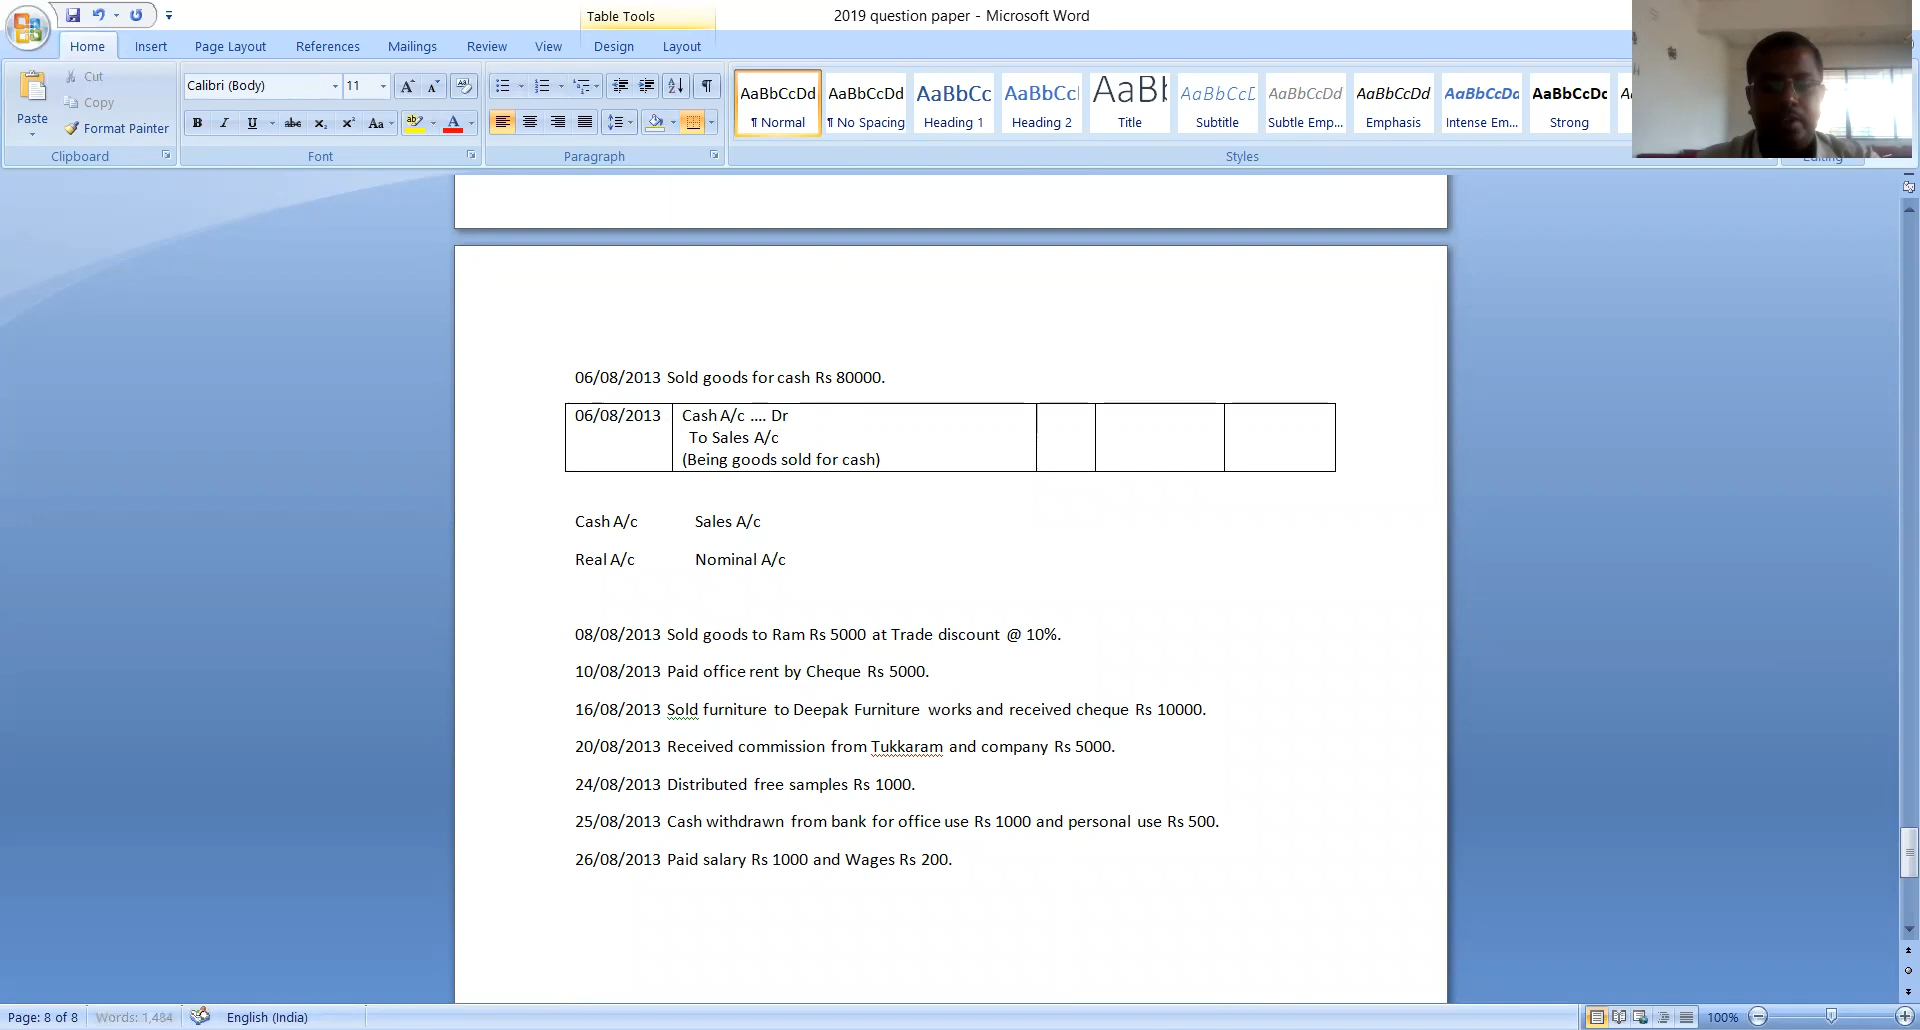 Table Tools
2019 question paper - Microsoft Word
Home Insert Page Layout References Mailings Review View Design Layout
Paste
Cut
Copy
Format Painter
Clipboard
Calibri (Body) 11
Font
Paragraph
AaBbCcDd AaBbCcDd AaBbCc AaBbCc AaB AaBbCc AaBbCcDd AaBbCcDd AaBbCcDd AaBbCcDd
¶ Normal ¶ No Spacing Heading 1 Heading 2 Title Subtitle Subtle Emp... Emphasis Intense Em... Strong
Styles
Editing
06/08/2013 Sold goods for cash Rs 80000.
06/08/2013 Cash A/c .... Dr
To Sales A/c
(Being goods sold for cash)
Cash A/c Sales A/c
Real A/c Nominal A/c
08/08/2013 Sold goods to Ram Rs 5000 at Trade discount @ 10%.
10/08/2013 Paid office rent by Cheque Rs 5000.
16/08/2013 Sold furniture to Deepak Furniture works and received cheque Rs 10000.
20/08/2013 Received commission from Tukkaram and company Rs 5000.
24/08/2013 Distributed free samples Rs 1000.
25/08/2013 Cash withdrawn from bank for office use Rs 1000 and personal use Rs 500.
26/08/2013 Paid salary Rs 1000 and Wages Rs 200.
Page: 8 of 8 Words: 1,484 English (India) 100%